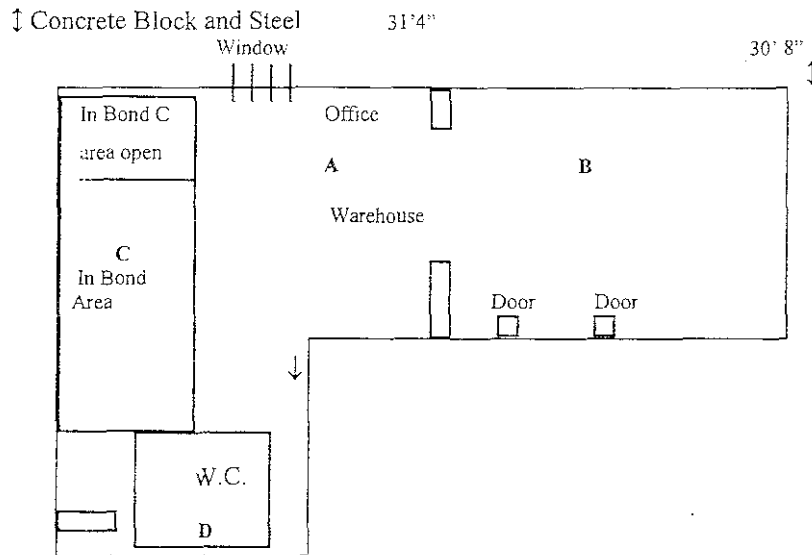 ↕ Concrete Block and Steel 31'4"
Window 30' 8"
↕
In Bond C Office
area open
A B
Warehouse
C
In Bond
Area
Door Door
↓
W.C.
D